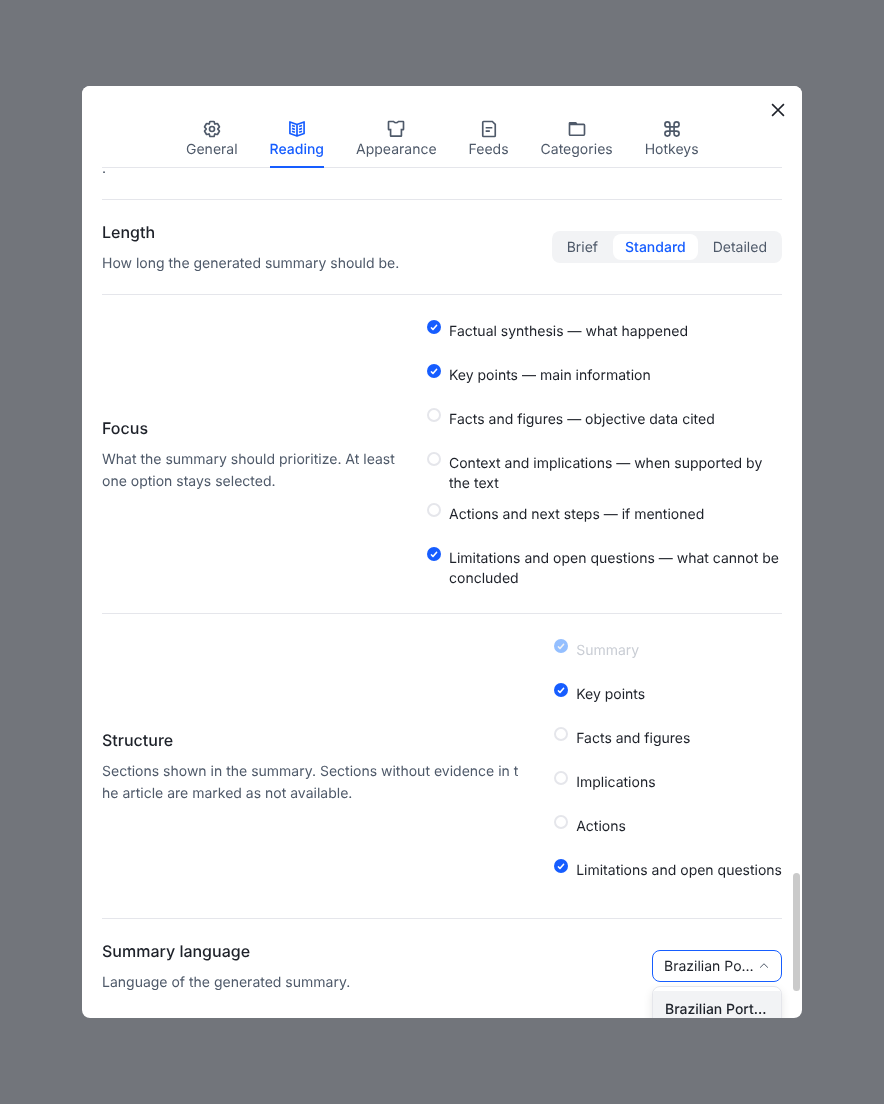 General
Reading
Appearance
Feeds
Categories
Hotkeys
.
Length
How long the generated summary should be.
Brief
Standard
Detailed
Focus
What the summary should prioritize. At least
one option stays selected.
Factual synthesis — what happened
Key points — main information
Facts and figures — objective data cited
Context and implications — when supported by
the text
Actions and next steps — if mentioned
Limitations and open questions — what cannot be
concluded
Structure
Sections shown in the summary. Sections without evidence in t
he article are marked as not available.
Summary
Key points
Facts and figures
Implications
Actions
Limitations and open questions
Summary language
Language of the generated summary.
Brazilian Po...
Brazilian Port...